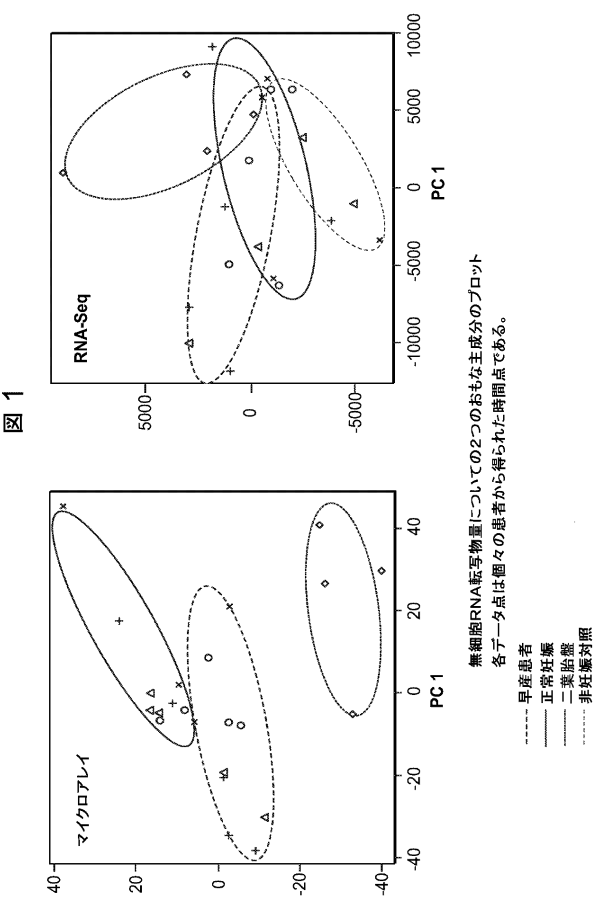 図 1
マイクロアレイ
40
20
0
-20
-40
-40
-20
0
20
40
PC 1
RNA-Seq
5000
0
-5000
-10000
-5000
0
5000
10000
PC 1
無細胞RNA転写物量についての2つのおもな主成分のプロット
各データ点は個々の患者から得られた時間点である。
早産患者
正常妊娠
二葉胎盤
非妊娠対照